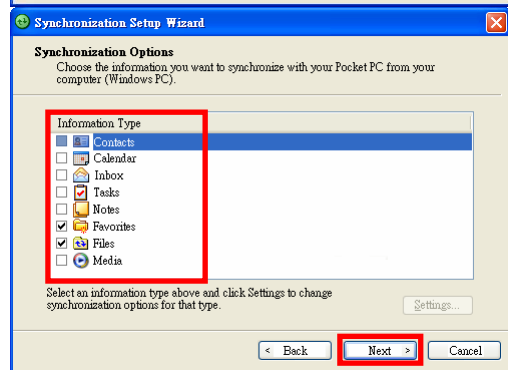 Synchronization Setup Wizard
Synchronization Options
Choose the information you want to synchronize with your Pocket PC from your
computer (Windows PC).
Information Type
Contacts
Calendar
Inbox
Tasks
Notes
Favorites
Files
Media
Select an information type above and click Settings to change
synchronization options for that type.
Settings...
< Back
Next >
Cancel